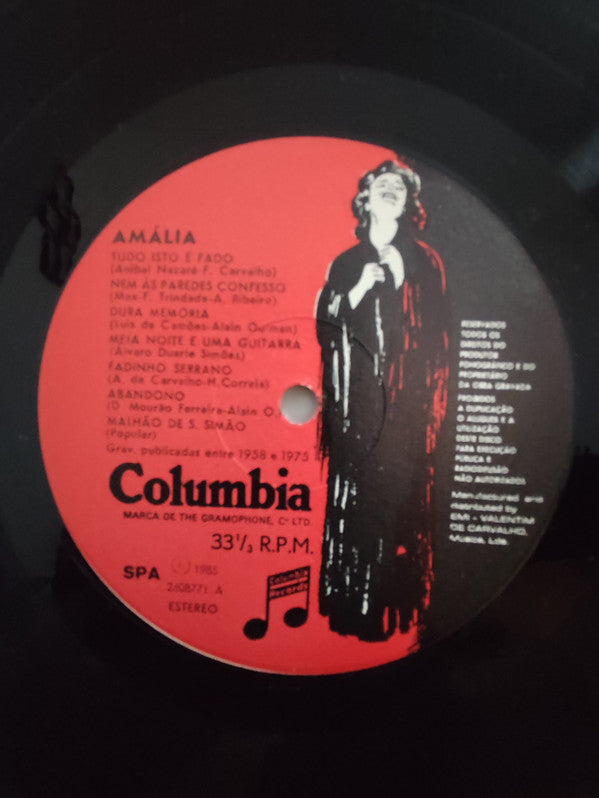 AMÁLIA
TUDO ISTO É FADO
(Aníbal Nazaré-F. Carvalho)
NEM ÀS PAREDES CONFESSO
(Max-F. Trindade-A. Ribeiro)
DURA MEMÓRIA
(Luis de Camões-Alain Oulman)
MEIA NOITE E UMA GUITARRA
(Álvaro Duarte Simões)
FADINHO SERRANO
(A. de Carvalho-H. Correia)
ABANDONO
(D. Mourão Ferreira-Alain O.
MALHÃO DE S. SIMÃO
(Popular)
Grav. publicadas entre 1958 e 1975
Columbia
MARCA DE THE GRAMOPHONE, Cº LTD.
33⅓ R.P.M.
SPA
Ⓟ 1985
2608771 A
ESTEREO
Columbia
Records
RESERVADOS
TODOS OS
DIREITOS DO
PRODUTOR
FONOGRÁFICO E DO
PROPRIETÁRIO
DA OBRA GRAVADA
PROIBIDOS
A DUPLICAÇÃO
O ALUGUER E A
UTILIZAÇÃO
DESTE DISCO
PARA EXECUÇÃO
PÚBLICA E
RADIODIFUSÃO
NÃO AUTORIZADOS
Manufactured and
distributed by
EMI - VALENTIM
DE CARVALHO,
Música, Lda.